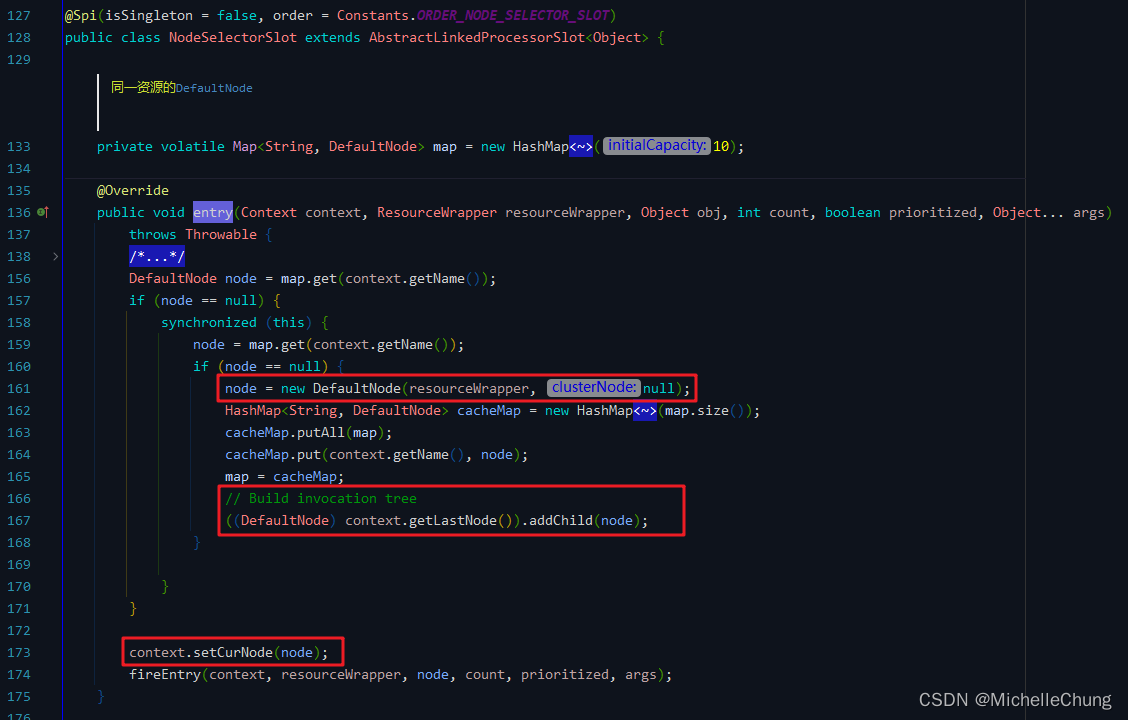 127 @Spi(isSingleton = false, order = Constants.ORDER_NODE_SELECTOR_SLOT)
128 public class NodeSelectorSlot extends AbstractLinkedProcessorSlot<Object> {
129
同一资源的DefaultNode
133 private volatile Map<String, DefaultNode> map = new HashMap<~>( initialCapacity: 10);
134
135 @Override
136 public void entry(Context context, ResourceWrapper resourceWrapper, Object obj, int count, boolean prioritized, Object... args)
137 throws Throwable {
138 /*...*/
156 DefaultNode node = map.get(context.getName());
157 if (node == null) {
158 synchronized (this) {
159 node = map.get(context.getName());
160 if (node == null) {
161 node = new DefaultNode(resourceWrapper, clusterNode: null);
162 HashMap<String, DefaultNode> cacheMap = new HashMap<~>(map.size());
163 cacheMap.putAll(map);
164 cacheMap.put(context.getName(), node);
165 map = cacheMap;
166 // Build invocation tree
167 ((DefaultNode) context.getLastNode()).addChild(node);
168 }
169
170 }
171 }
172
173 context.setCurNode(node);
174 fireEntry(context, resourceWrapper, node, count, prioritized, args);
175 }
176
CSDN @MichelleChung